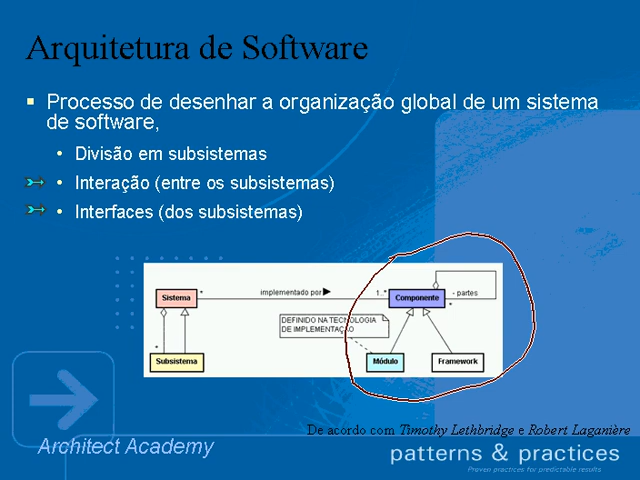 Arquitetura de Software
Processo de desenhar a organização global de um sistema
de software,
Divisão em subsistemas
Interação (entre os subsistemas)
Interfaces (dos subsistemas)
Sistema
*
implementado por
1..*
Componente
- partes
*
DEFINIDO NA TECNOLOGIA
DE IMPLEMENTAÇÃO
*
Subsistema
Módulo
Framework
De acordo com Timothy Lethbridge e Robert Laganière
Architect Academy
patterns & practices
Proven practices for predictable results